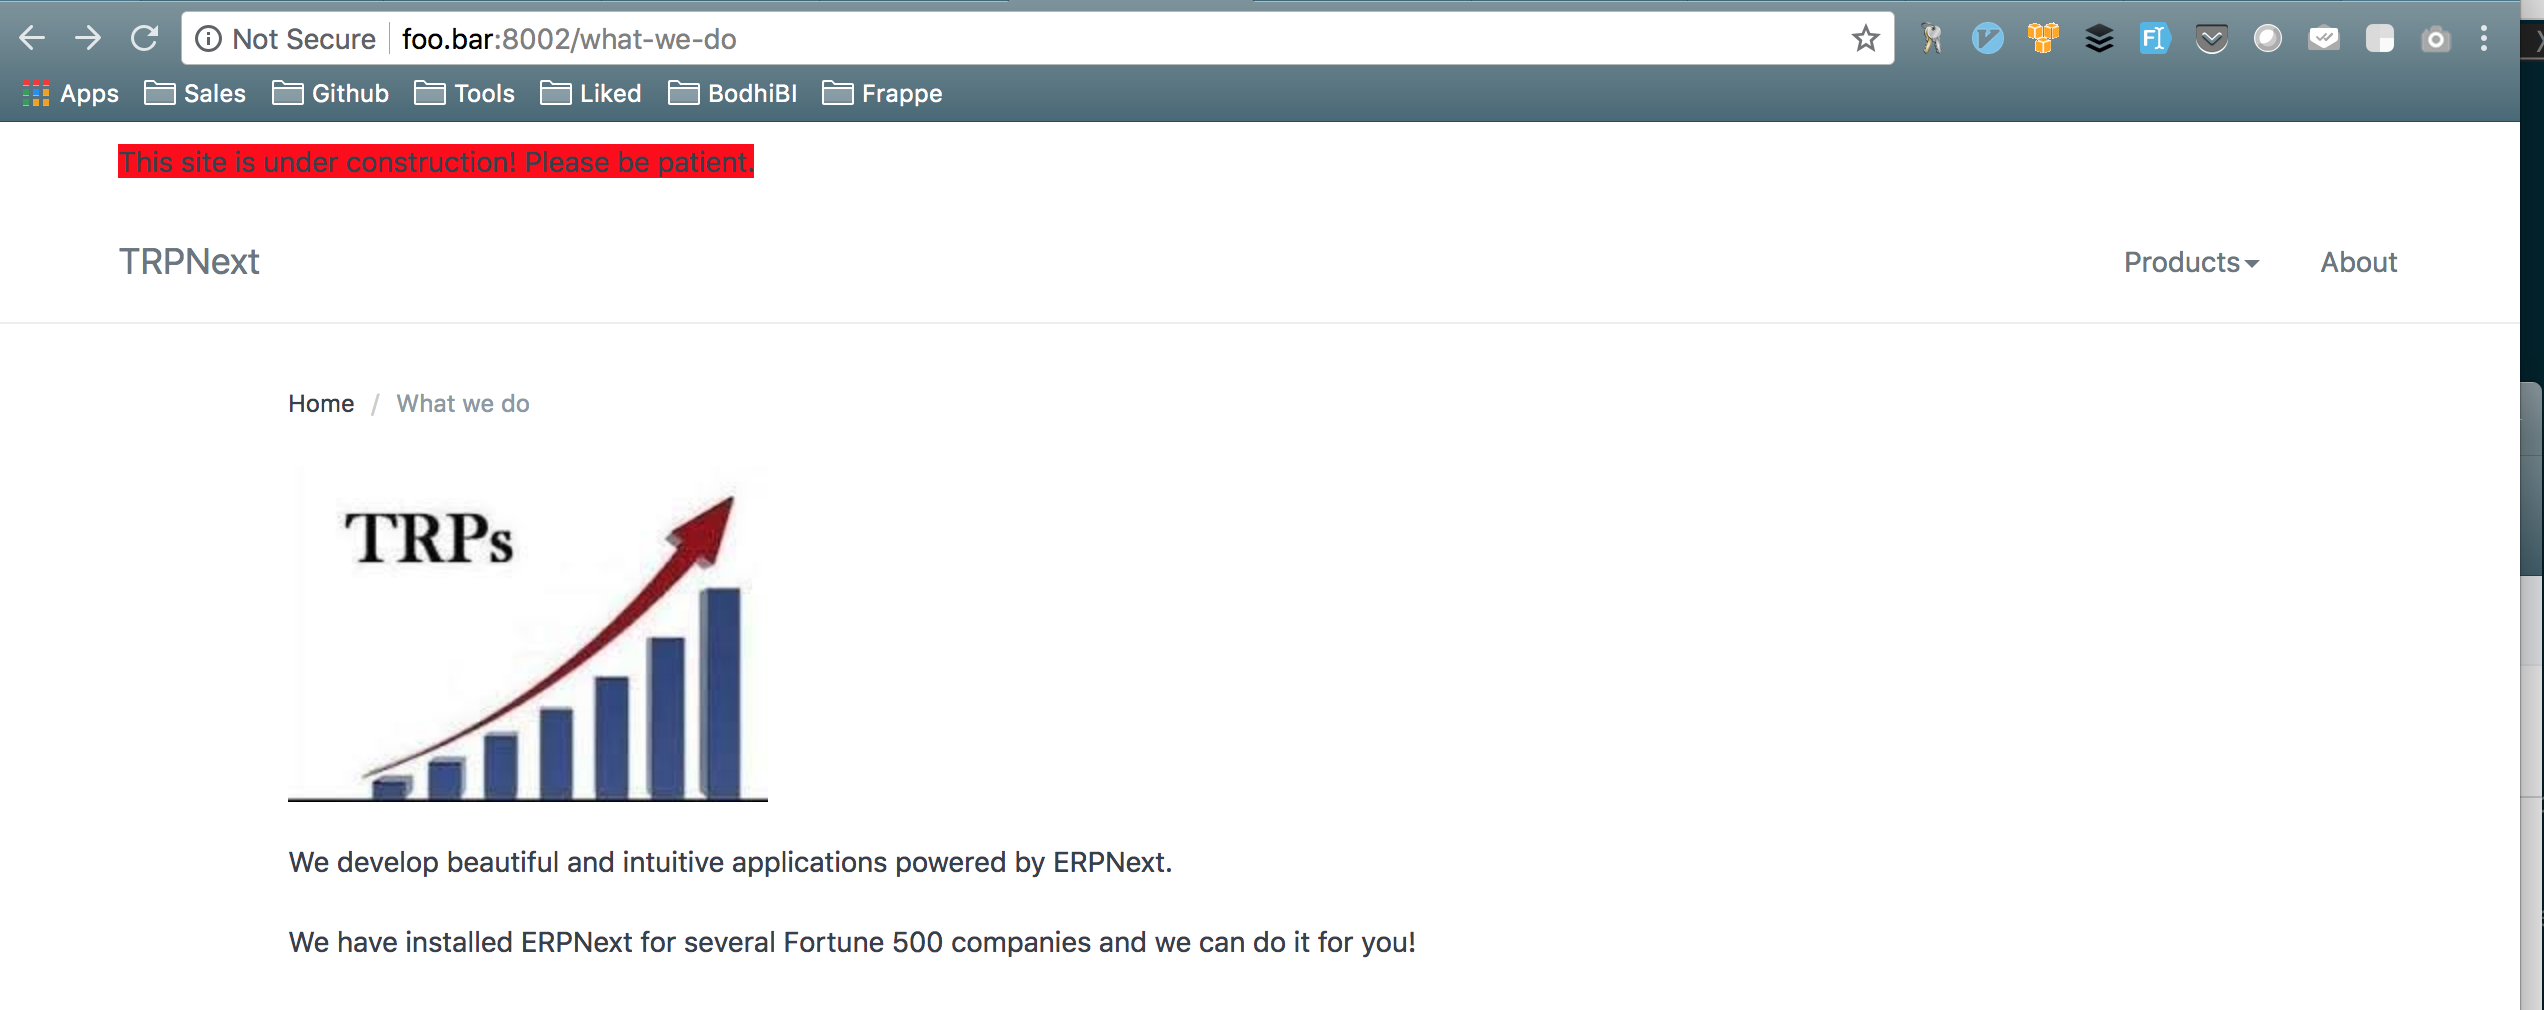 Not Secure foo.bar:8002/what-we-do
Apps Sales Github Tools Liked BodhiBI Frappe
This site is under construction! Please be patient.
TRPNext Products About
Home / What we do
TRPs
We develop beautiful and intuitive applications powered by ERPNext.
We have installed ERPNext for several Fortune 500 companies and we can do it for you!